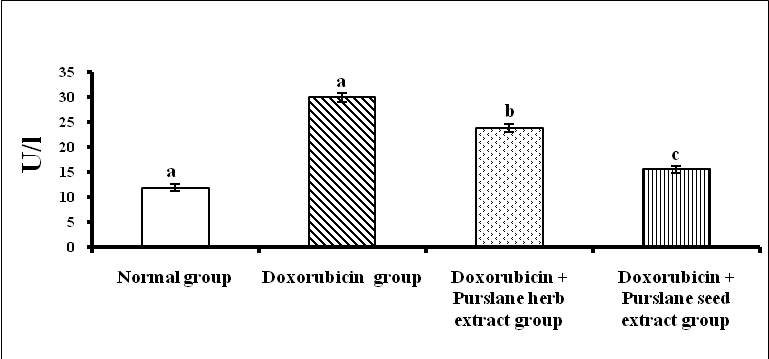 35
30
25
20
15
10
5
0
U/l
a
a
b
c
Normal group
Doxorubicin group
Doxorubicin +
Purslane herb
extract group
Doxorubicin +
Purslane seed
extract group